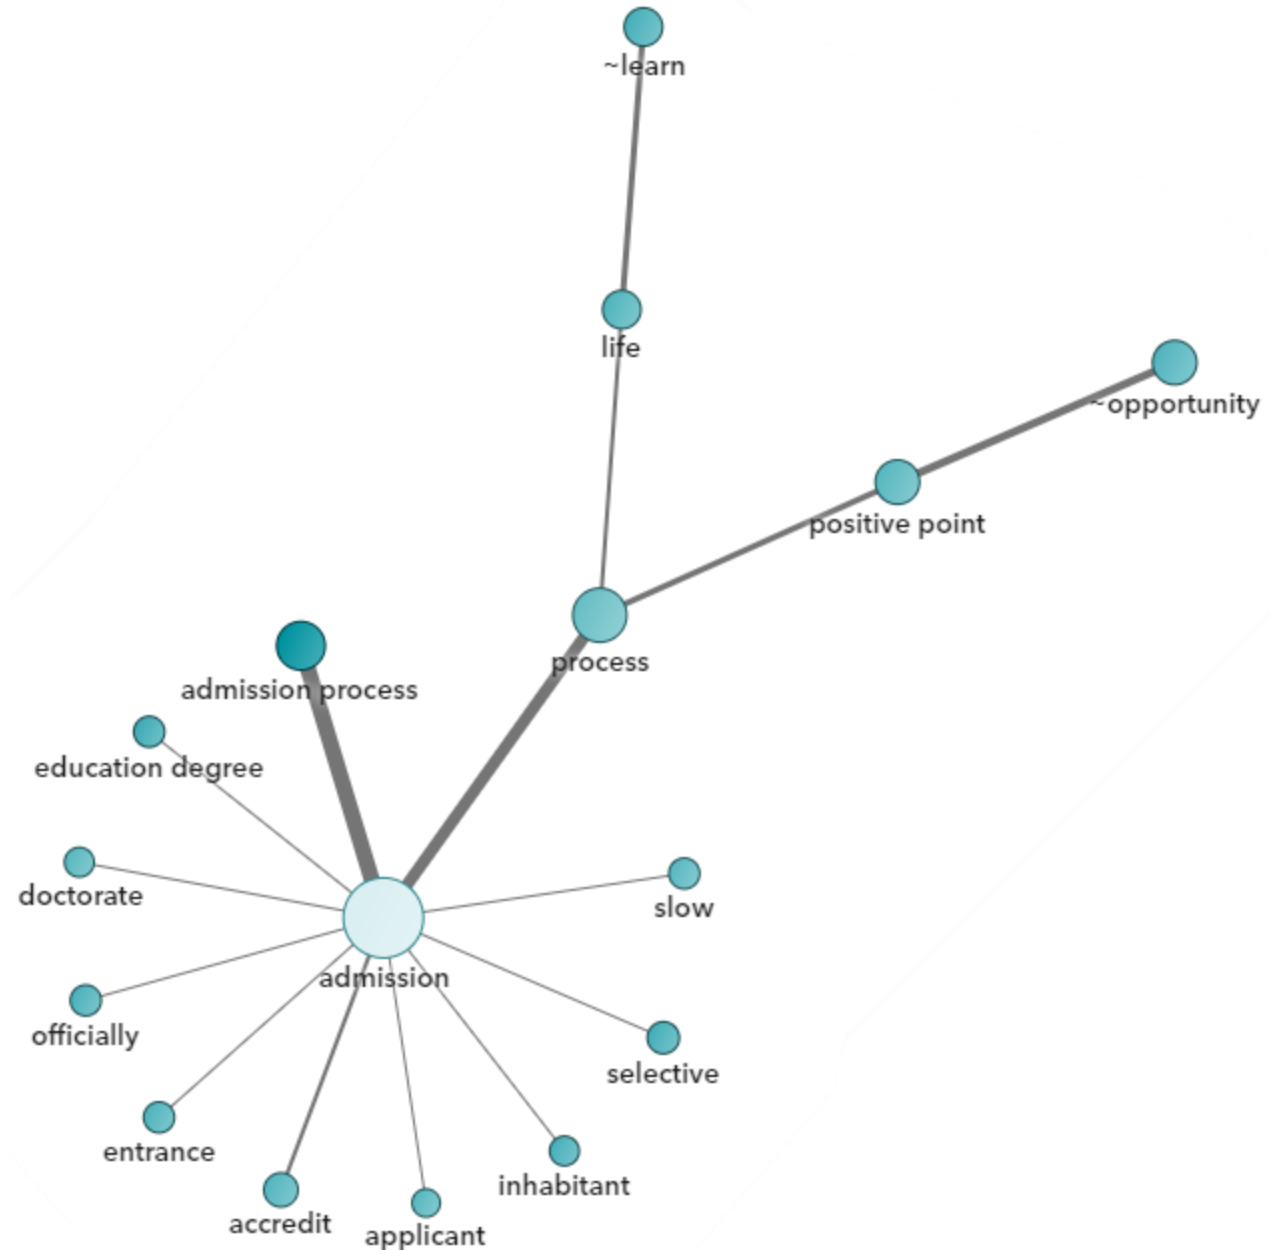 ~learn
life
~opportunity
positive point
process
admission process
education degree
doctorate
slow
admission
officially
selective
entrance
inhabitant
accredit
applicant